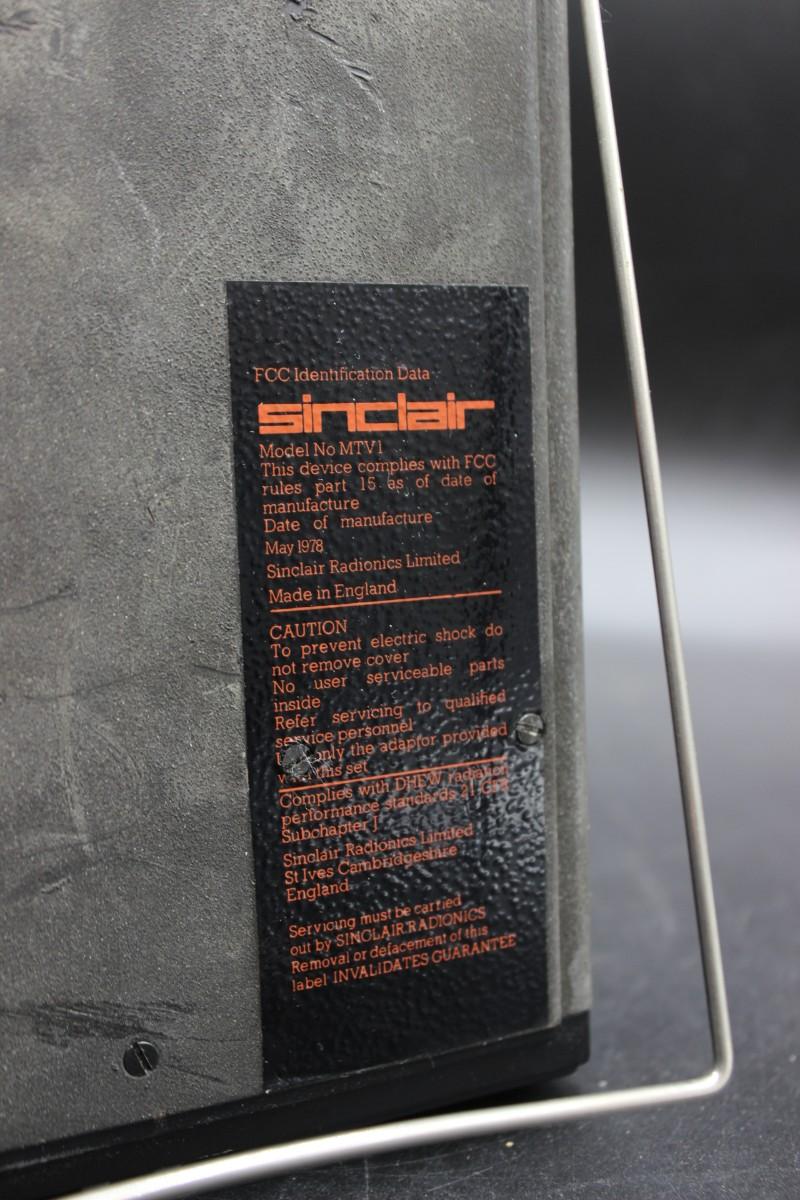 FCC Identification Data
sinclair
Model No MTV1
This device complies with FCC
rules part 15 as of date of
manufacture
Date of manufacture
May 1978
Sinclair Radionics Limited
Made in England
CAUTION
To prevent electric shock do
not remove cover
No user serviceable parts
inside
Refer servicing to qualified
service personnel
only the adaptor provided
this set
Complies with DHEW radiation
performance standards 21 CFR
Subchapter J
Sinclair Radionics Limited
St Ives Cambridgeshire
England
Servicing must be carried
out by SINCLAIR RADIONICS
Removal or defacement of this
label INVALIDATES GUARANTEE